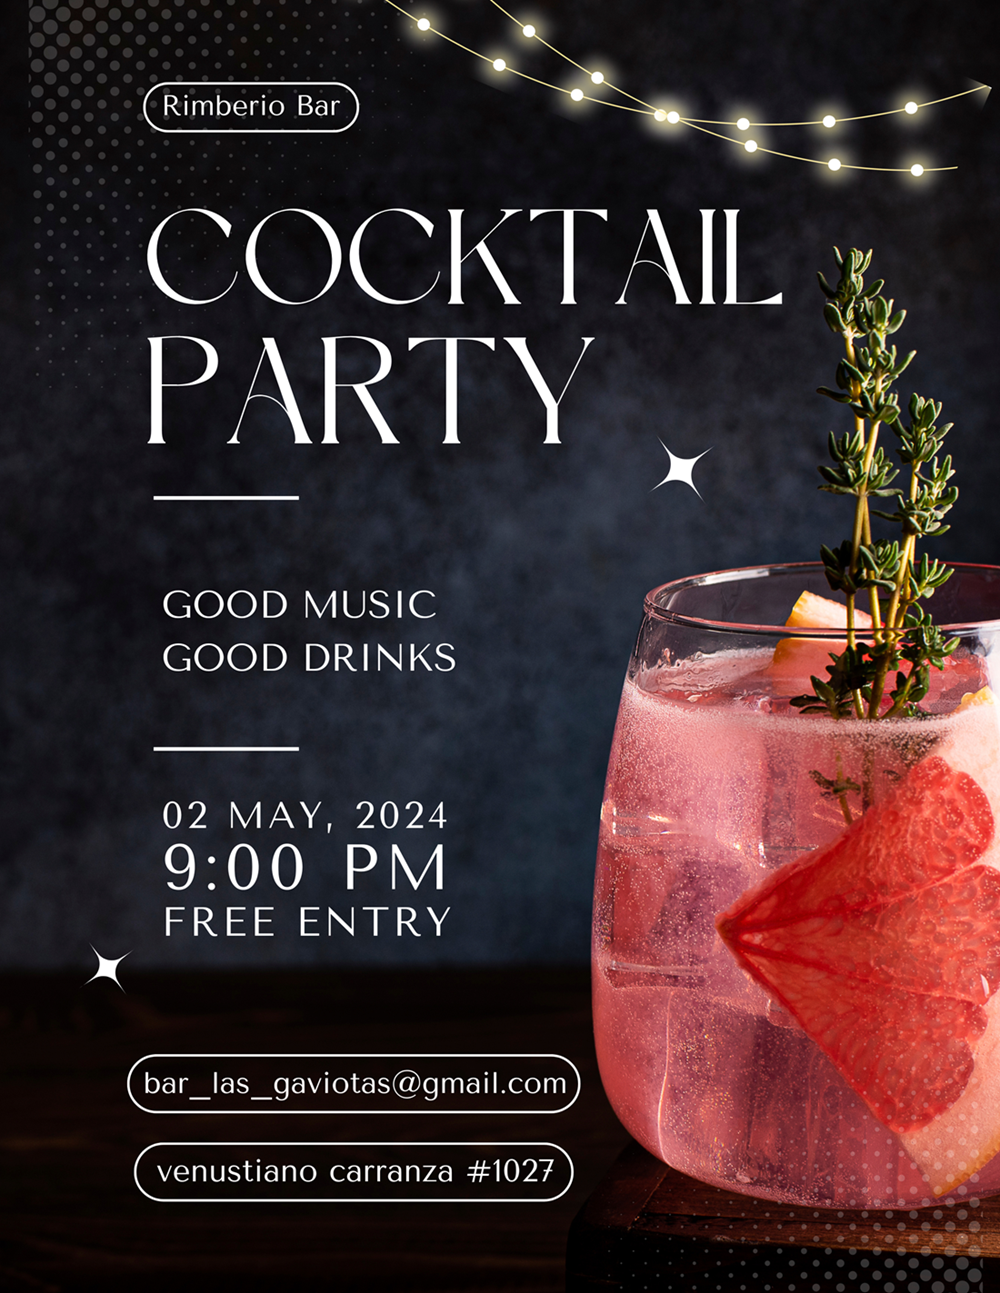 Rimberio Bar
COCKTAIL
PARTY
GOOD MUSIC
GOOD DRINKS
02 MAY, 2024
9:00 PM
FREE ENTRY
bar_las_gaviotas@gmail.com
venustiano carranza #1027